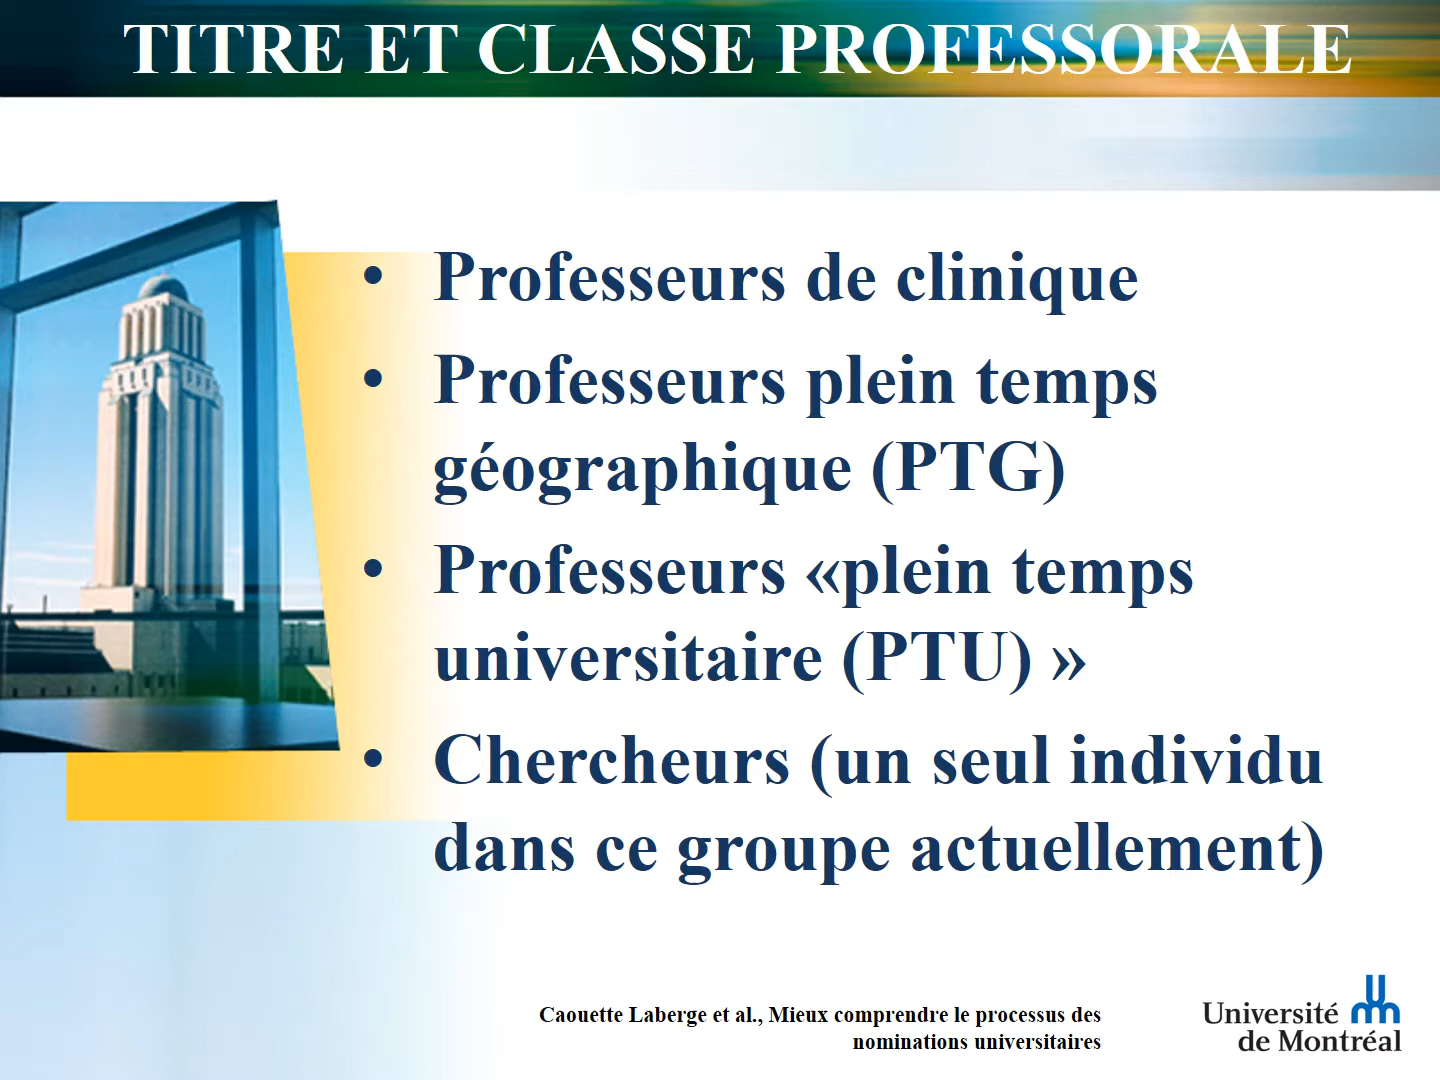 TITRE ET CLASSE PROFESSORALE
• Professeurs de clinique
• Professeurs plein temps
géographique (PTG)
• Professeurs «plein temps
universitaire (PTU) »
• Chercheurs (un seul individu
dans ce groupe actuellement)
Caouette Laberge et al., Mieux comprendre le processus des
nominations universitaires
Université
de Montréal